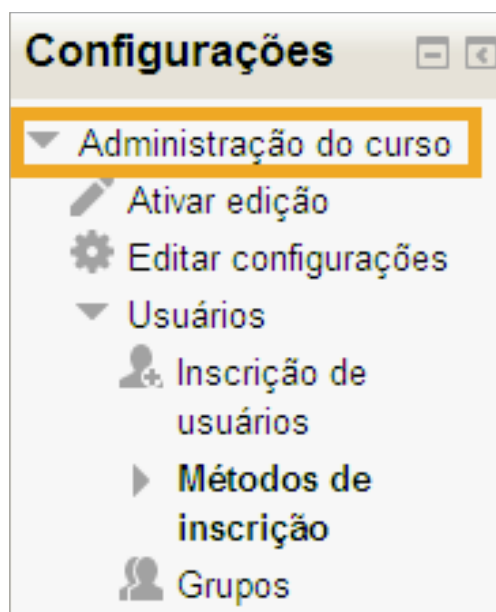 Configurações
Administração do curso
Ativar edição
Editar configurações
Usuários
Inscrição de
usuários
Métodos de
inscrição
Grupos